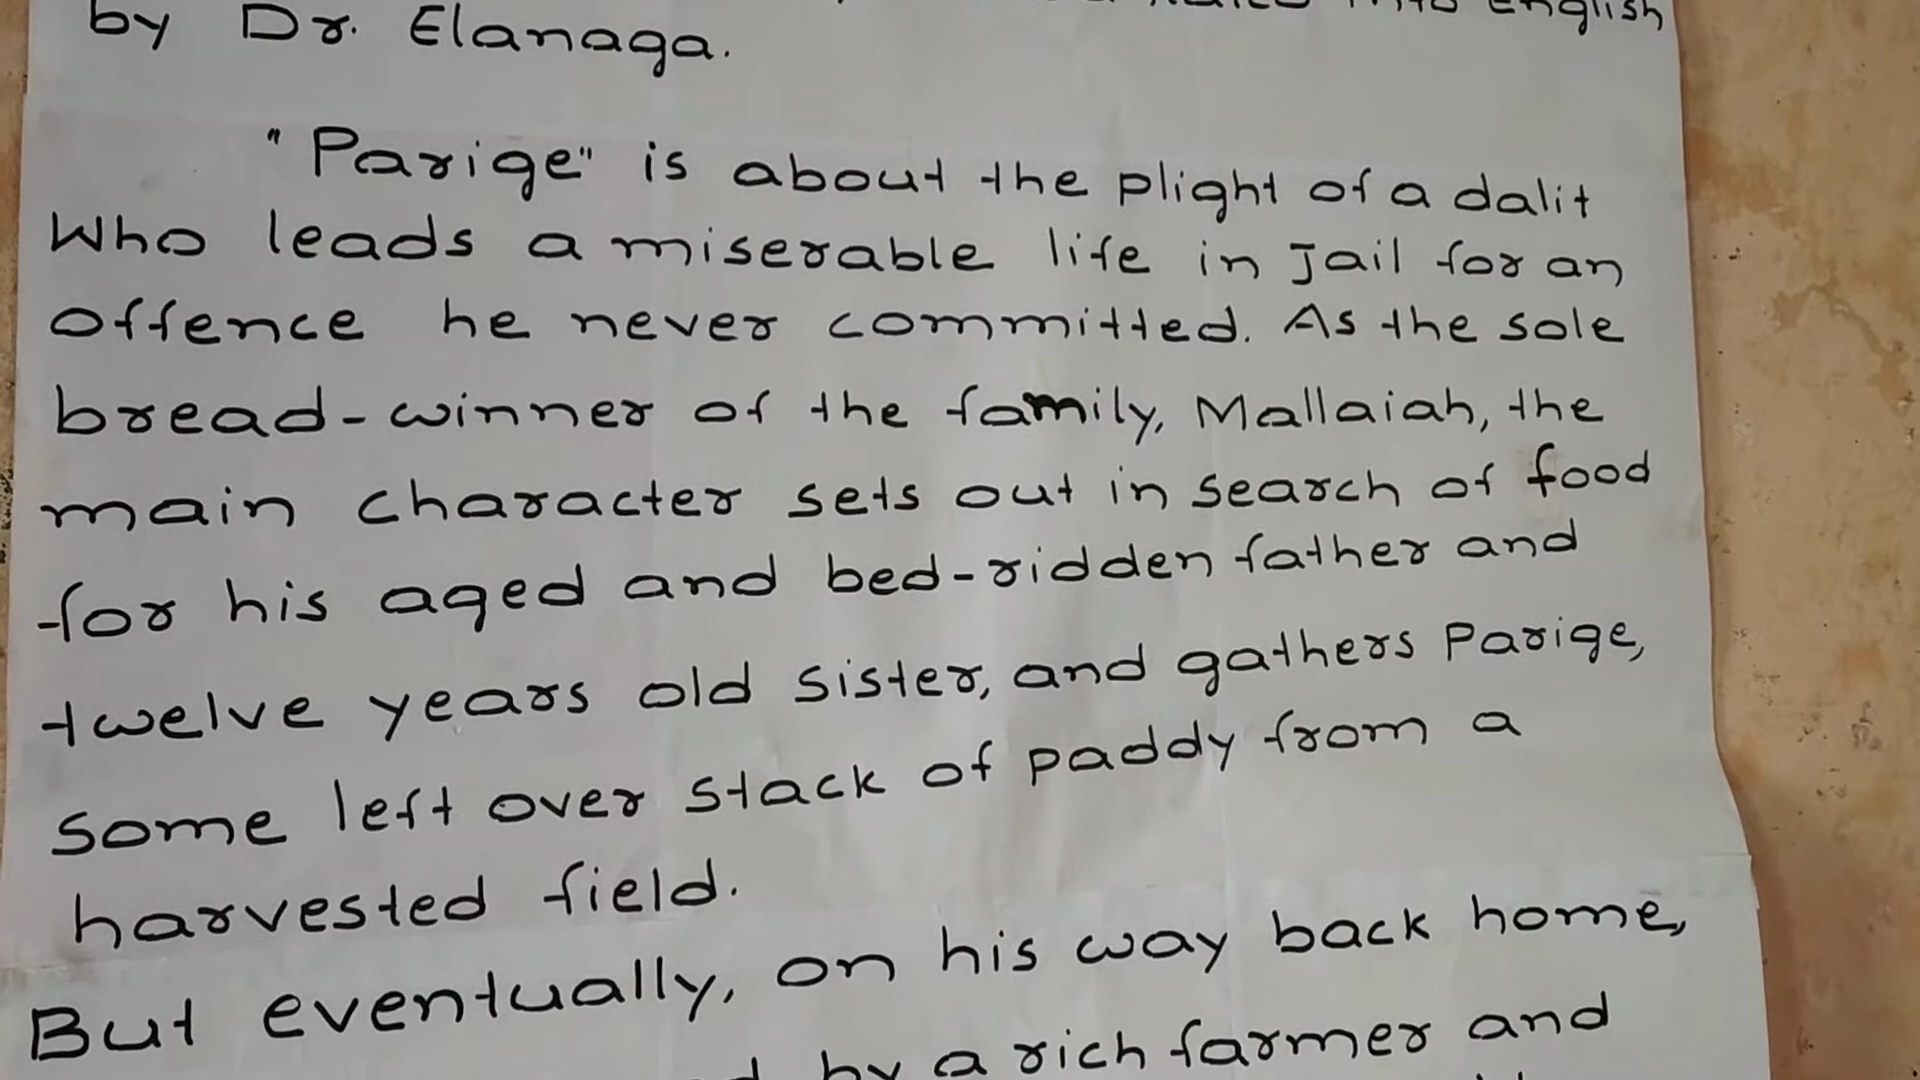 into English
by Dr. Elanaga.
"Parige" is about the plight of a dalit
Who leads a miserable life in Jail for an
Offence he never committed. As the sole
bread-winner of the family, Mallaiah, the
main character sets out in search of food
for his aged and bed-ridden father and
twelve years old sister, and gathers Parige,
Some left over stack of paddy from a
harvested field.
But eventually, on his way back home,
by a rich farmer and